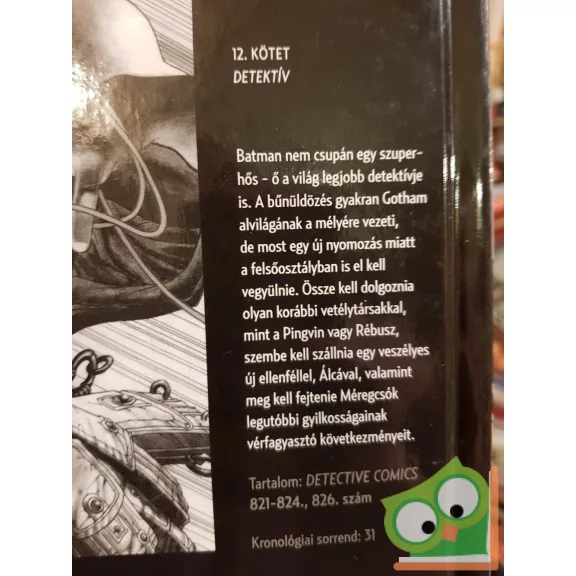 12. KÖTET
DETEKTÍV
Batman nem csupán egy szuper-
hős – ő a világ legjobb detektívje
is. A bűnüldözés gyakran Gotham
alvilágának a mélyére vezeti,
de most egy új nyomozás miatt
a felsőosztályban is el kell
vegyülnie. Össze kell dolgoznia
olyan korábbi vetélytársakkal,
mint a Pingvin vagy Rébusz,
szembe kell szállnia egy veszélyes
új ellenféllel, Álcával, valamint
meg kell fejtenie Méregcsók
legutóbbi gyilkosságainak
vérfagyasztó következményeit.
Tartalom: DETECTIVE COMICS
821–824., 826. szám
Kronológiai sorrend: 31